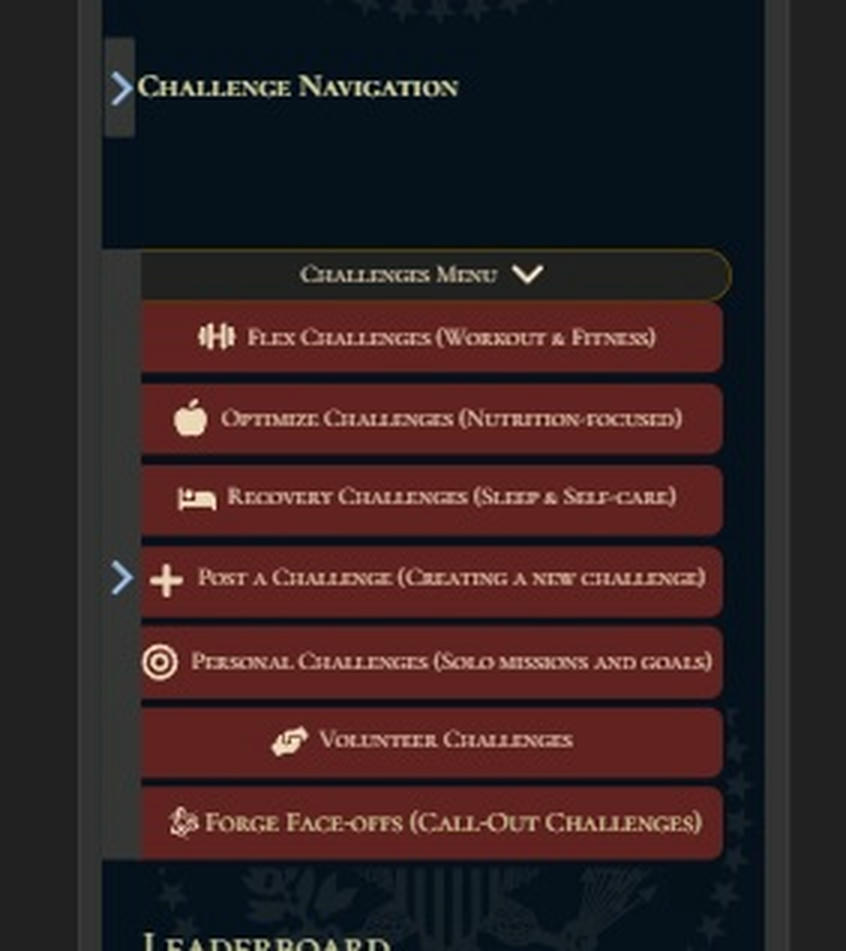 Challenge Navigation
Challenges Menu
Flex Challenges (Workout & Fitness)
Optimize Challenges (Nutrition-focused)
Recovery Challenges (Sleep & Self-care)
Post a Challenge (Creating a new challenge)
Personal Challenges (Solo missions and goals)
Volunteer Challenges
Forge Face-offs (Call-Out Challenges)
Leaderboard